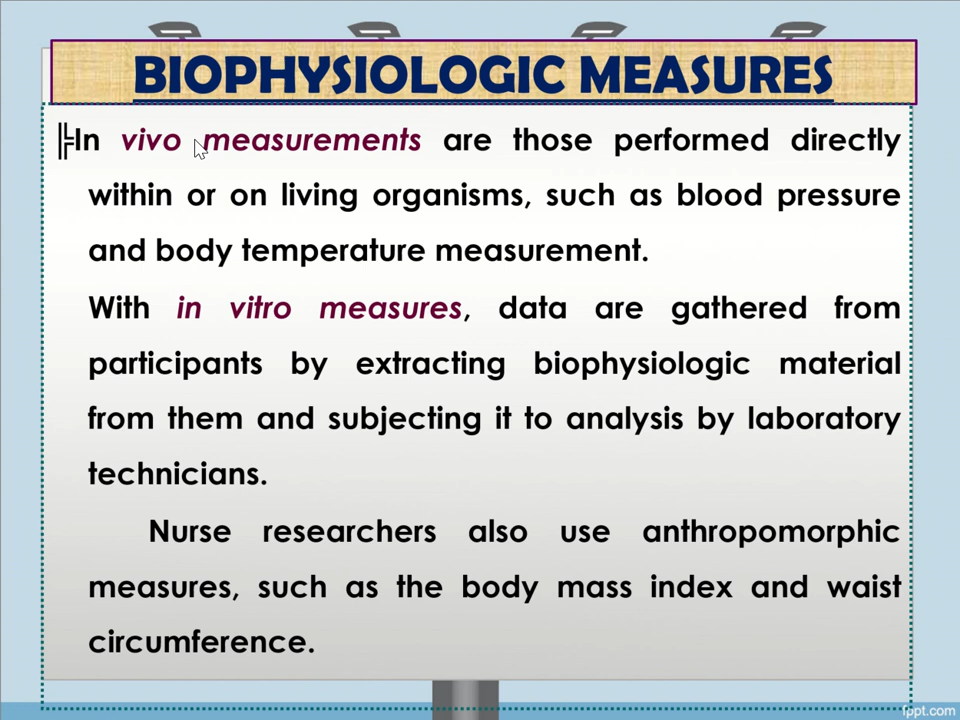 BIOPHYSIOLOGIC MEASURES
╠In vivo measurements are those performed directly
within or on living organisms, such as blood pressure
and body temperature measurement.
With in vitro measures, data are gathered from
participants by extracting biophysiologic material
from them and subjecting it to analysis by laboratory
technicians.
Nurse researchers also use anthropomorphic
measures, such as the body mass index and waist
circumference.
fppt.com